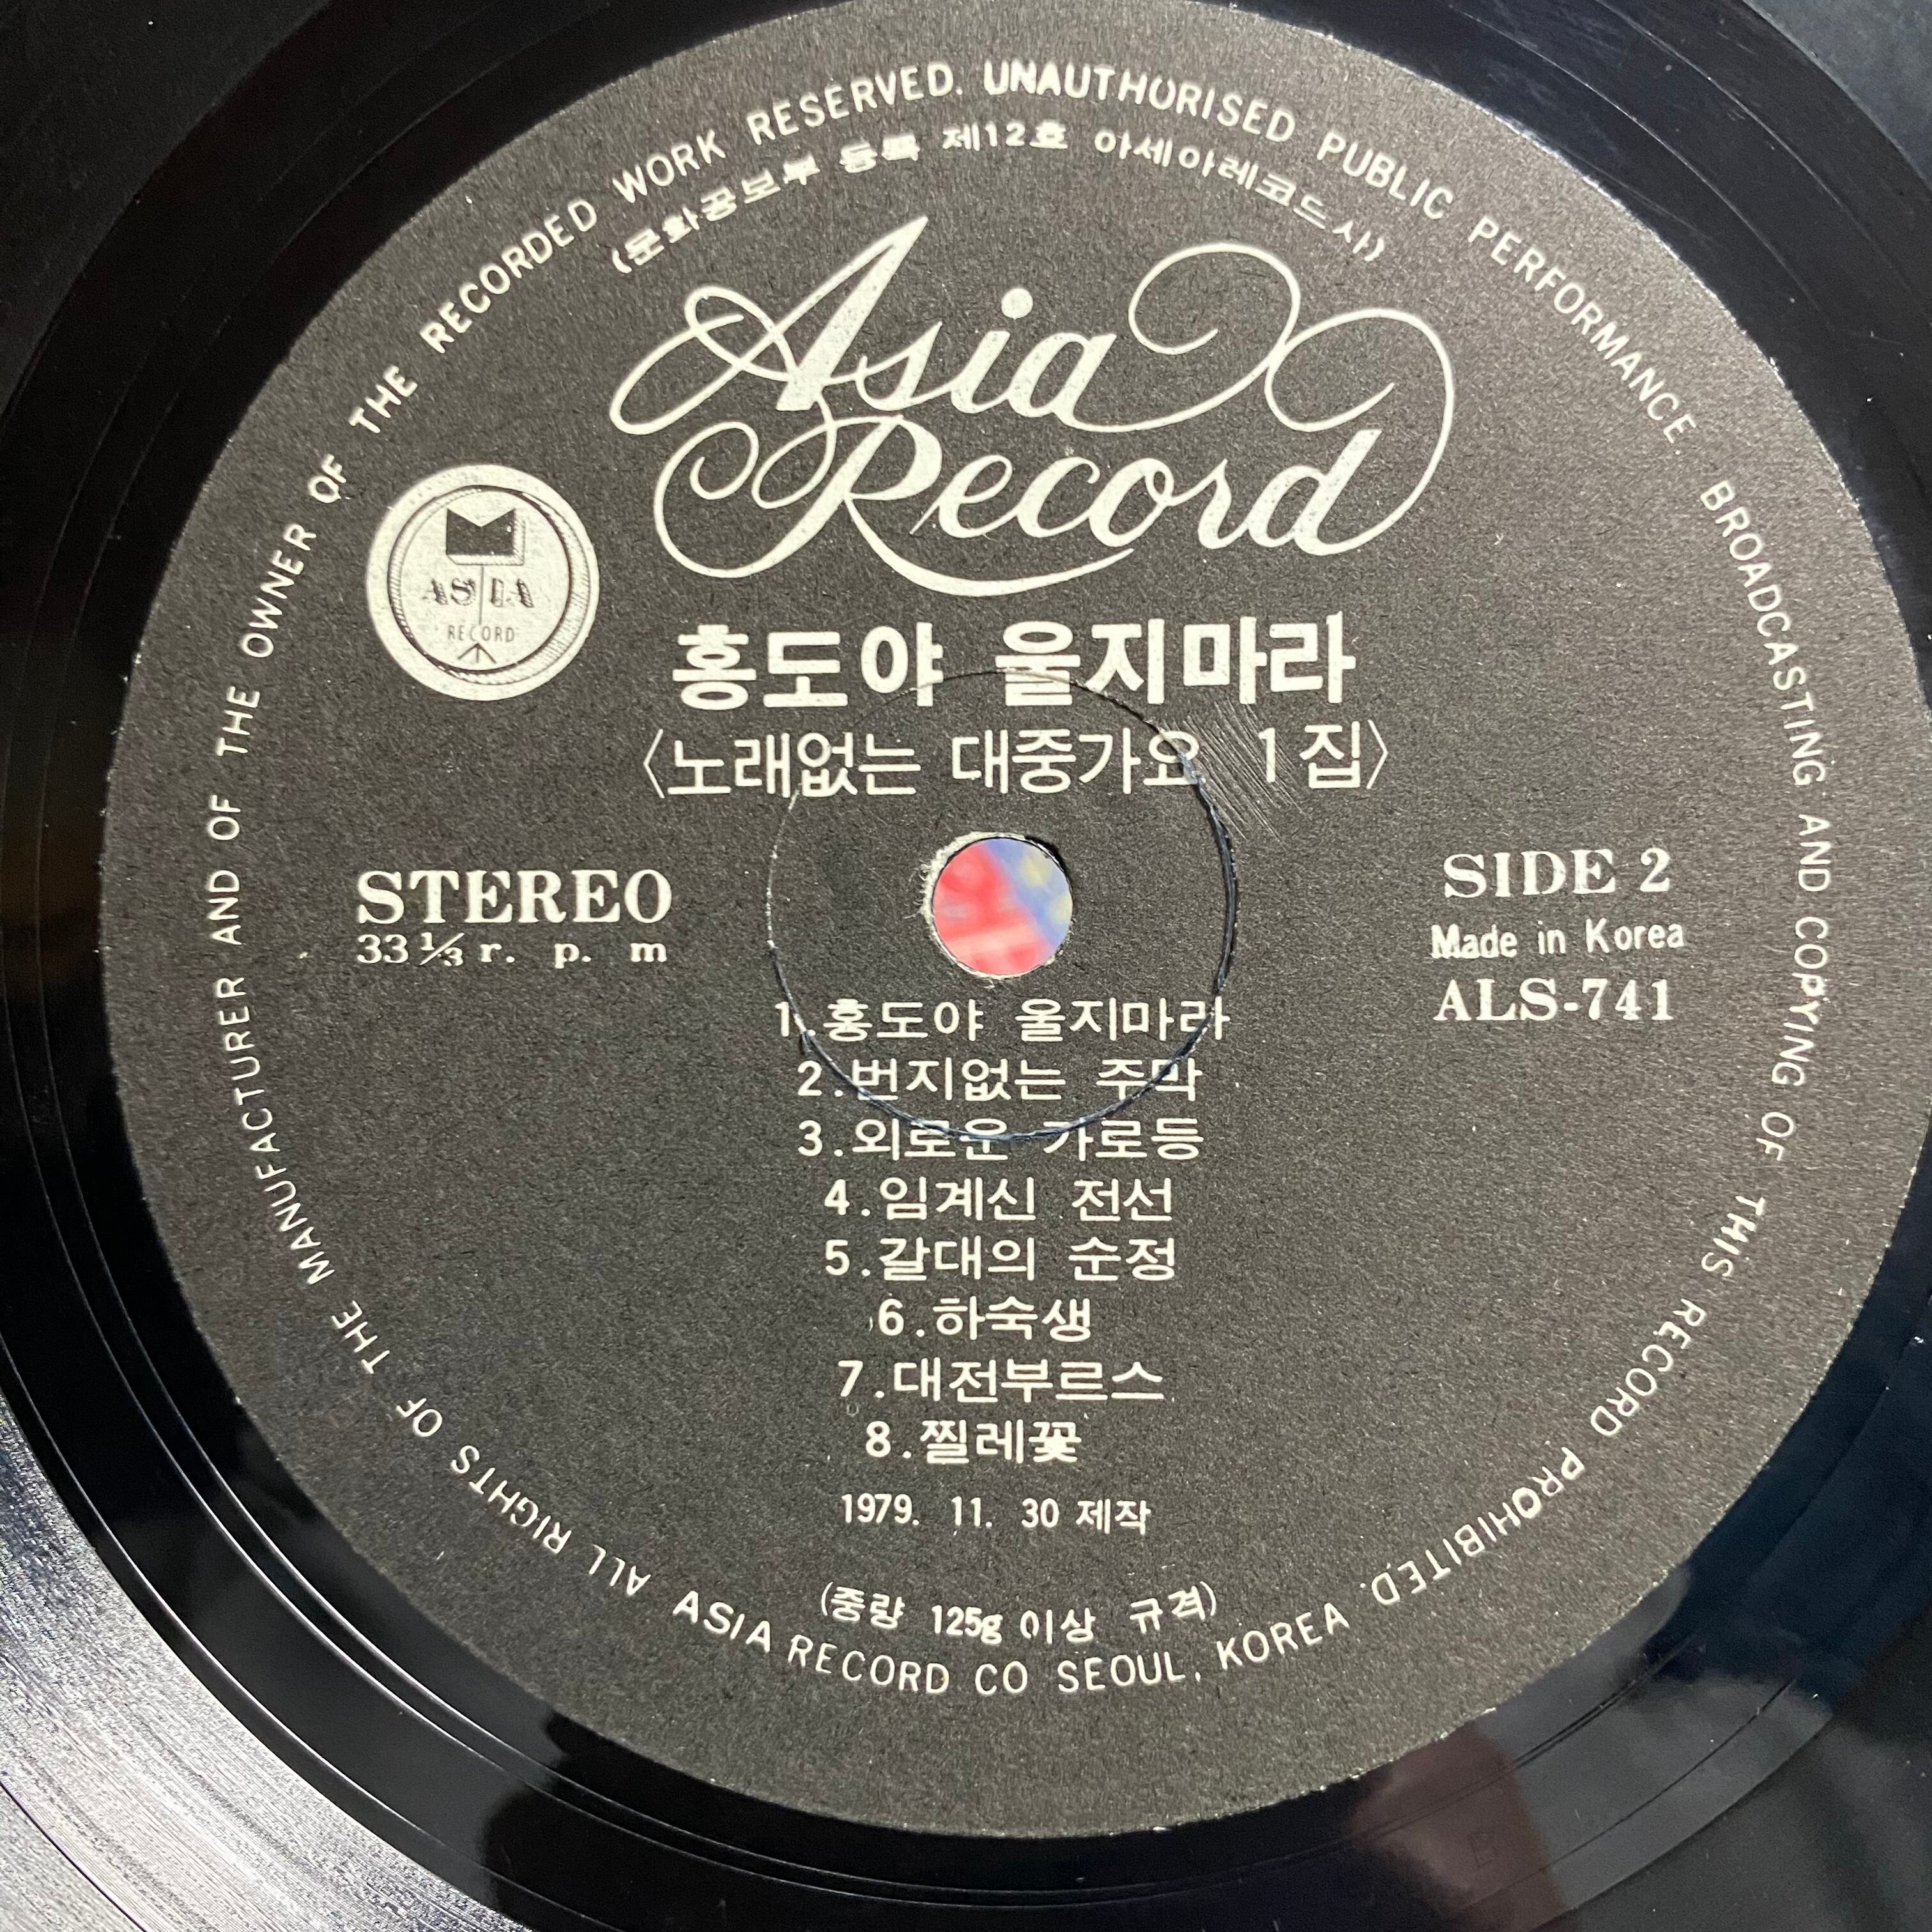 ALL RIGHTS OF THE MANUFACTURER AND OF THE OWNER OF THE RECORDED WORK RESERVED. UNAUTHORISED PUBLIC PERFORMANCE BROADCASTING AND COPYING OF THIS RECORD PROHIBITED.
(문화공보부 등록 제12호 아세아레코드사)
Asia
Record
ASIA
RECORD
홍도야 울지마라
〈노래없는 대중가요 1집〉
STEREO
33⅓ r. p. m
SIDE 2
Made in Korea
ALS-741
1.홍도야 울지마라
2.번지없는 주막
3.외로운 가로등
4.임계신 전선
5.갈대의 순정
6.하숙생
7.대전부르스
8.찔레꽃
1979. 11. 30 제작
(중량 125g 이상 규격)
ASIA RECORD CO SEOUL, KOREA